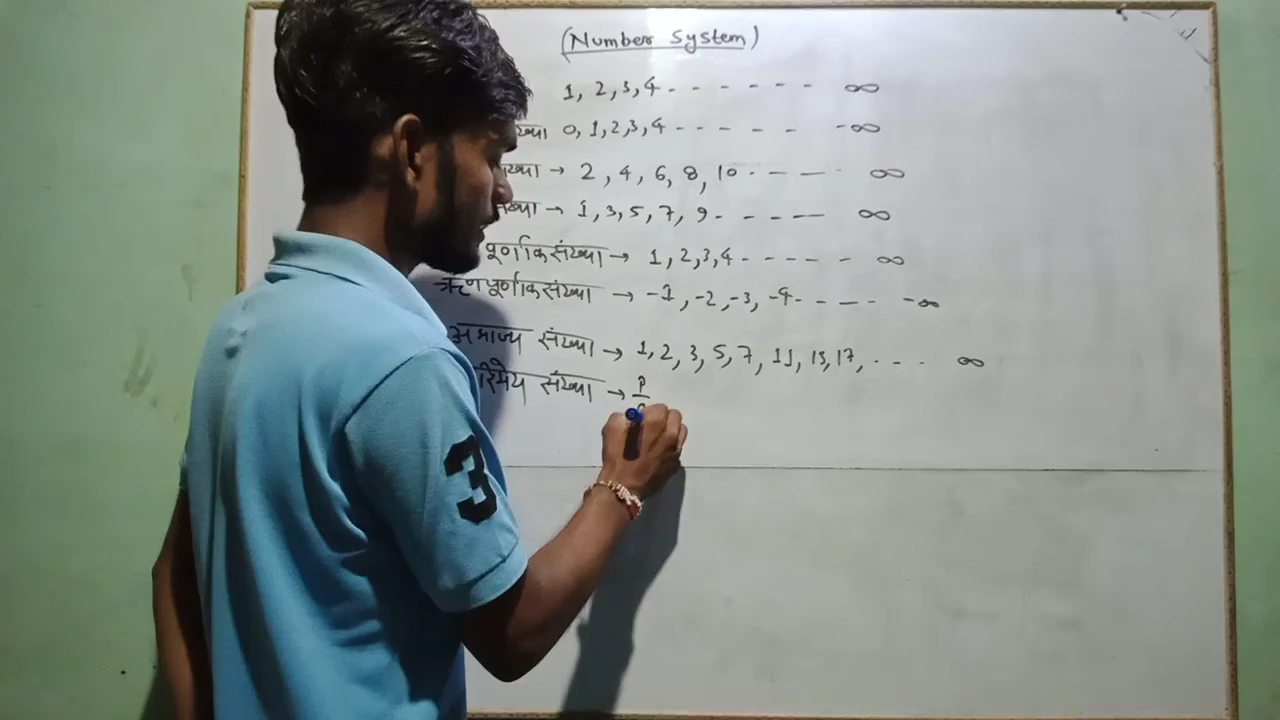 (Number System)
1, 2, 3, 4 - - - - - - ∞
0, 1, 2, 3, 4 - - - - - - ∞
→ 2, 4, 6, 8, 10 - - - - ∞
→ 1, 3, 5, 7, 9 - - - - - ∞
पूर्णांक संख्या → 1, 2, 3, 4 - - - - - - ∞
ऋण पूर्णांक संख्या → -1, -2, -3, -4 - - - - -∞
अभाज्य संख्या → 1, 2, 3, 5, 7, 11, 13, 17, - - - ∞
संख्या → P
3